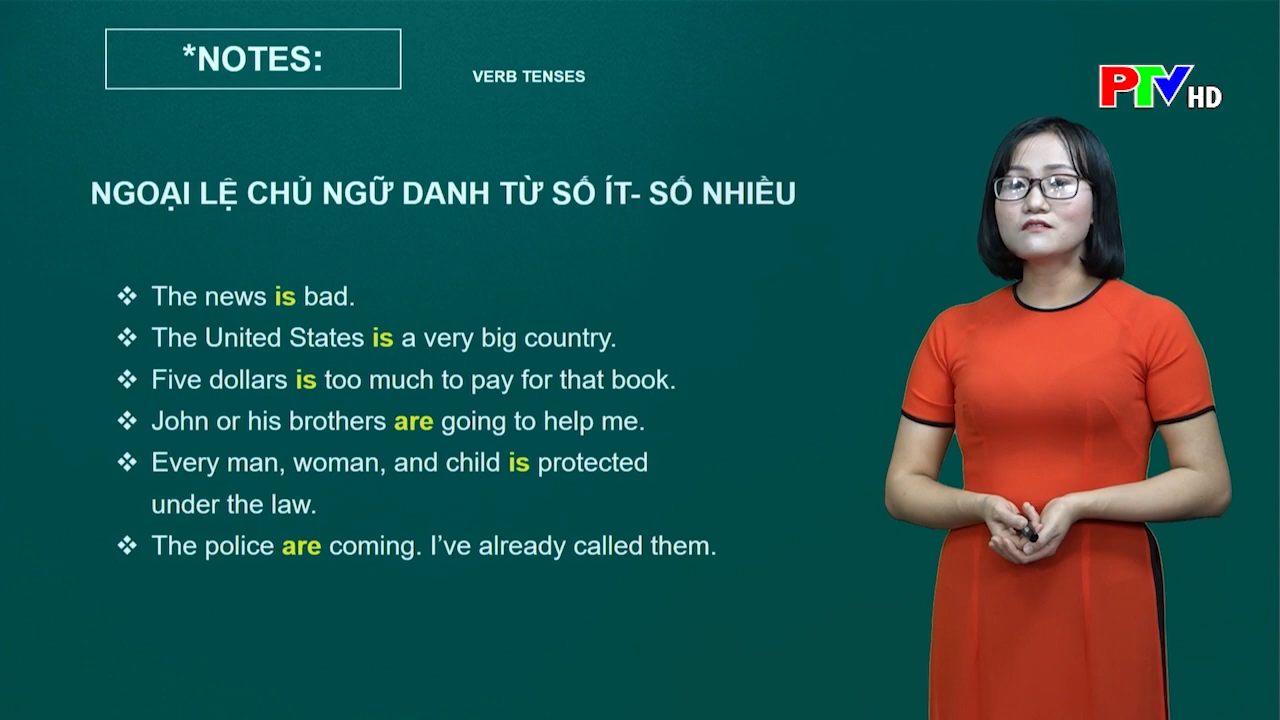 *NOTES:
VERB TENSES
PTV HD
NGOẠI LỆ CHỦ NGỮ DANH TỪ SỐ ÍT- SỐ NHIỀU
❖ The news is bad.
❖ The United States is a very big country.
❖ Five dollars is too much to pay for that book.
❖ John or his brothers are going to help me.
❖ Every man, woman, and child is protected
under the law.
❖ The police are coming. I’ve already called them.